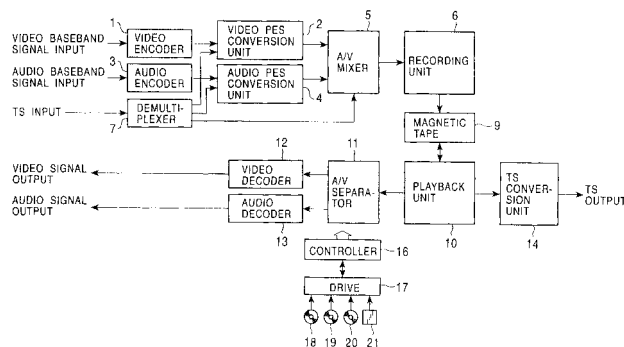 1
2
5
6
VIDEO BASEBAND
SIGNAL INPUT
VIDEO ENCODER
VIDEO PES
CONVERSION
UNIT
A/V
MIXER
RECORDING
UNIT
3
AUDIO BASEBAND
SIGNAL INPUT
AUDIO ENCODER
AUDIO PES
CONVERSION
UNIT
4
TS INPUT
DEMULTI-
PLEXER
7
MAGNETIC
TAPE
9
12
11
VIDEO SIGNAL
OUTPUT
VIDEO DECODER
A/V
SEPARA-
TOR
PLAYBACK
UNIT
TS
CONVER-
SION
UNIT
TS OUTPUT
AUDIO SIGNAL
OUTPUT
AUDIO DECODER
13
10
14
CONTROLLER
16
DRIVE
17
18 19 20 21